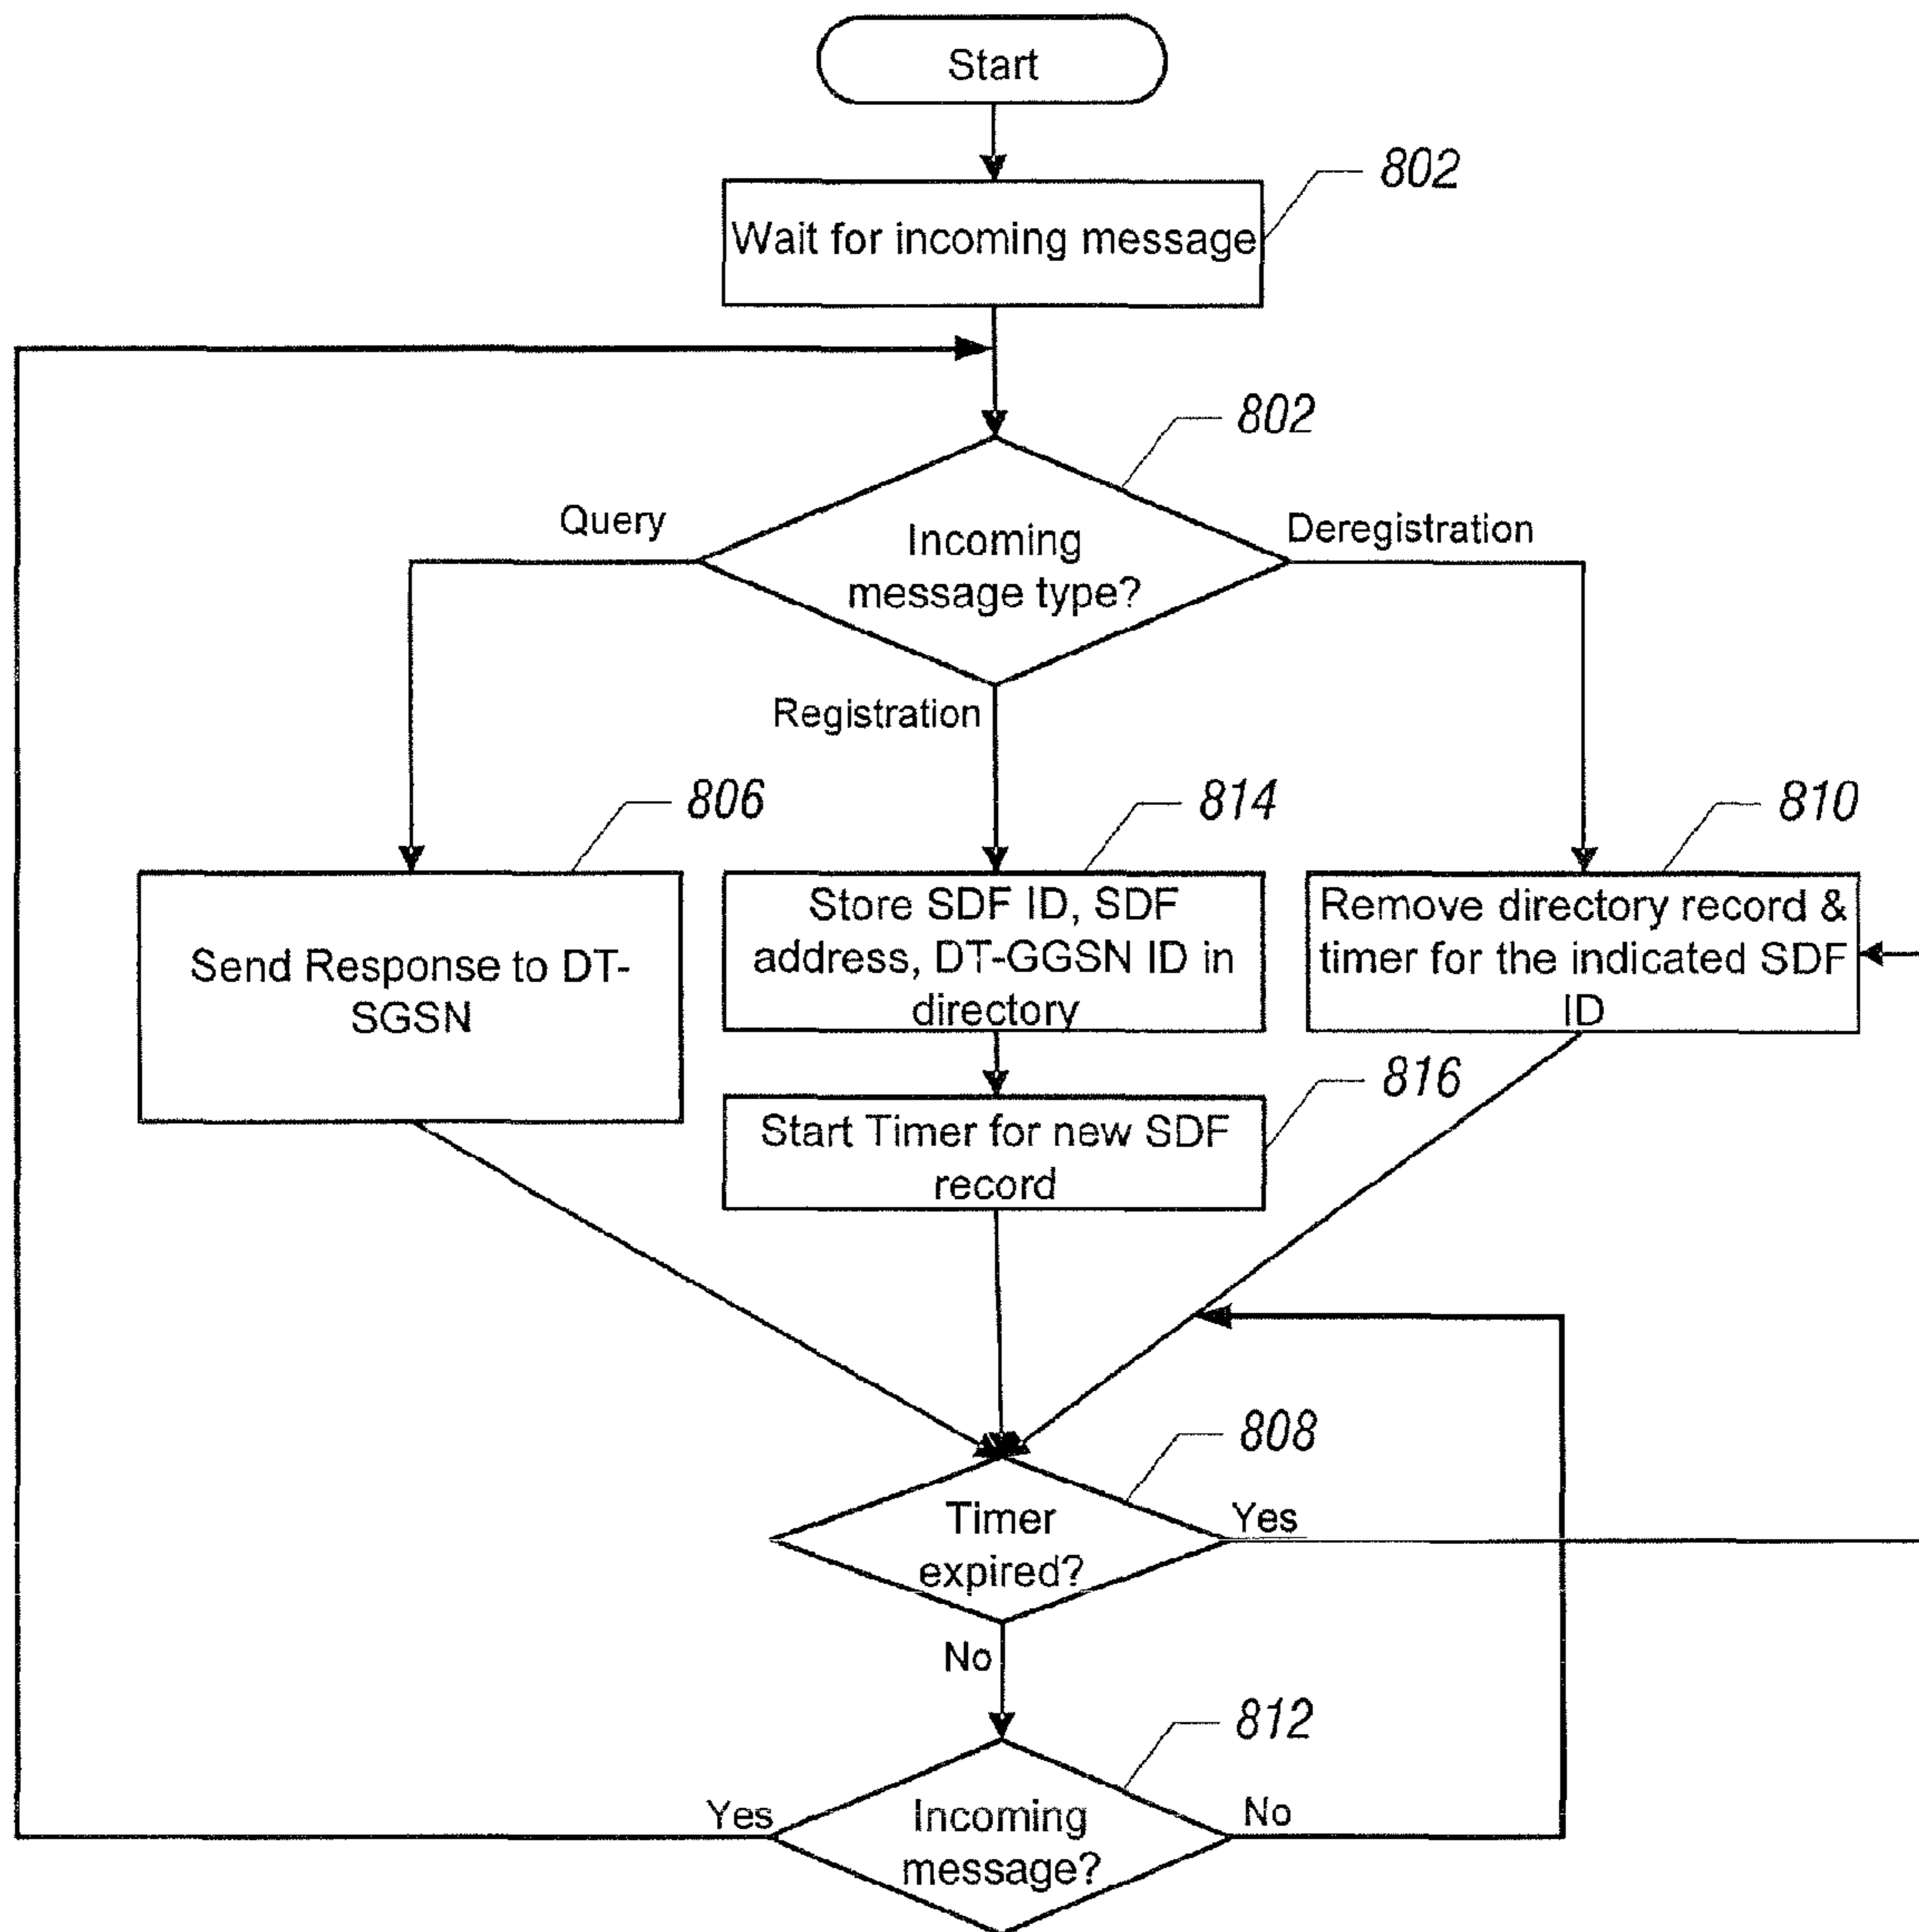 Start
802
Wait for incoming message
802
Query
Deregistration
Incoming
message type?
Registration
806
814
810
Send Response to DT-
SGSN
Store SDF ID, SDF
address, DT-GGSN ID in
directory
Remove directory record &
timer for the indicated SDF
ID
816
Start Timer for new SDF
record
808
Timer
expired?
Yes
No
812
Yes
Incoming
message?
No